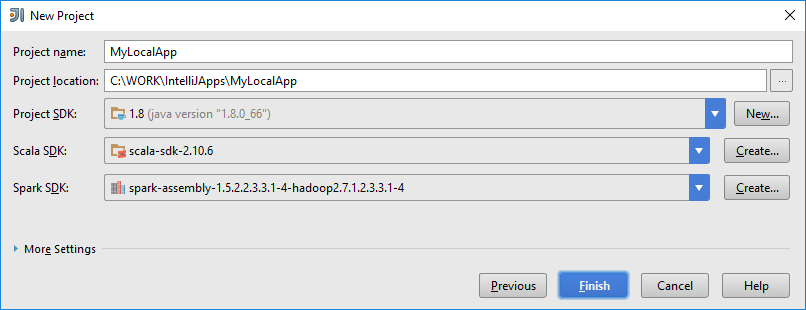 New Project
Project name: MyLocalApp
Project location: C:\WORK\IntelliJApps\MyLocalApp ...
Project SDK: 1.8 (java version "1.8.0_66") New...
Scala SDK: scala-sdk-2.10.6 Create...
Spark SDK: spark-assembly-1.5.2.2.3.3.1-4-hadoop2.7.1.2.3.3.1-4 Create...
More Settings
Previous Finish Cancel Help